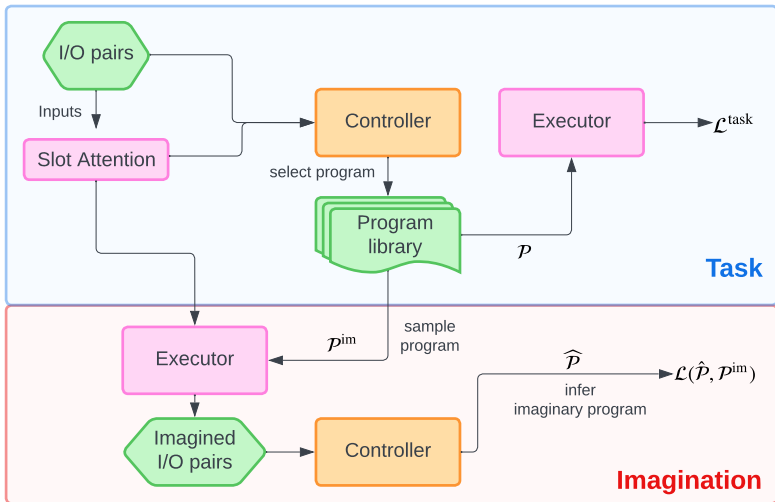 I/O pairs
Inputs
Slot Attention
Controller
Executor
ℒ^task
select program
Program
library
𝒫
Task
Executor
𝒫^im
sample
program
𝒫̂
infer
imaginary program
ℒ(𝒫̂, 𝒫^im)
Imagined
I/O pairs
Controller
Imagination